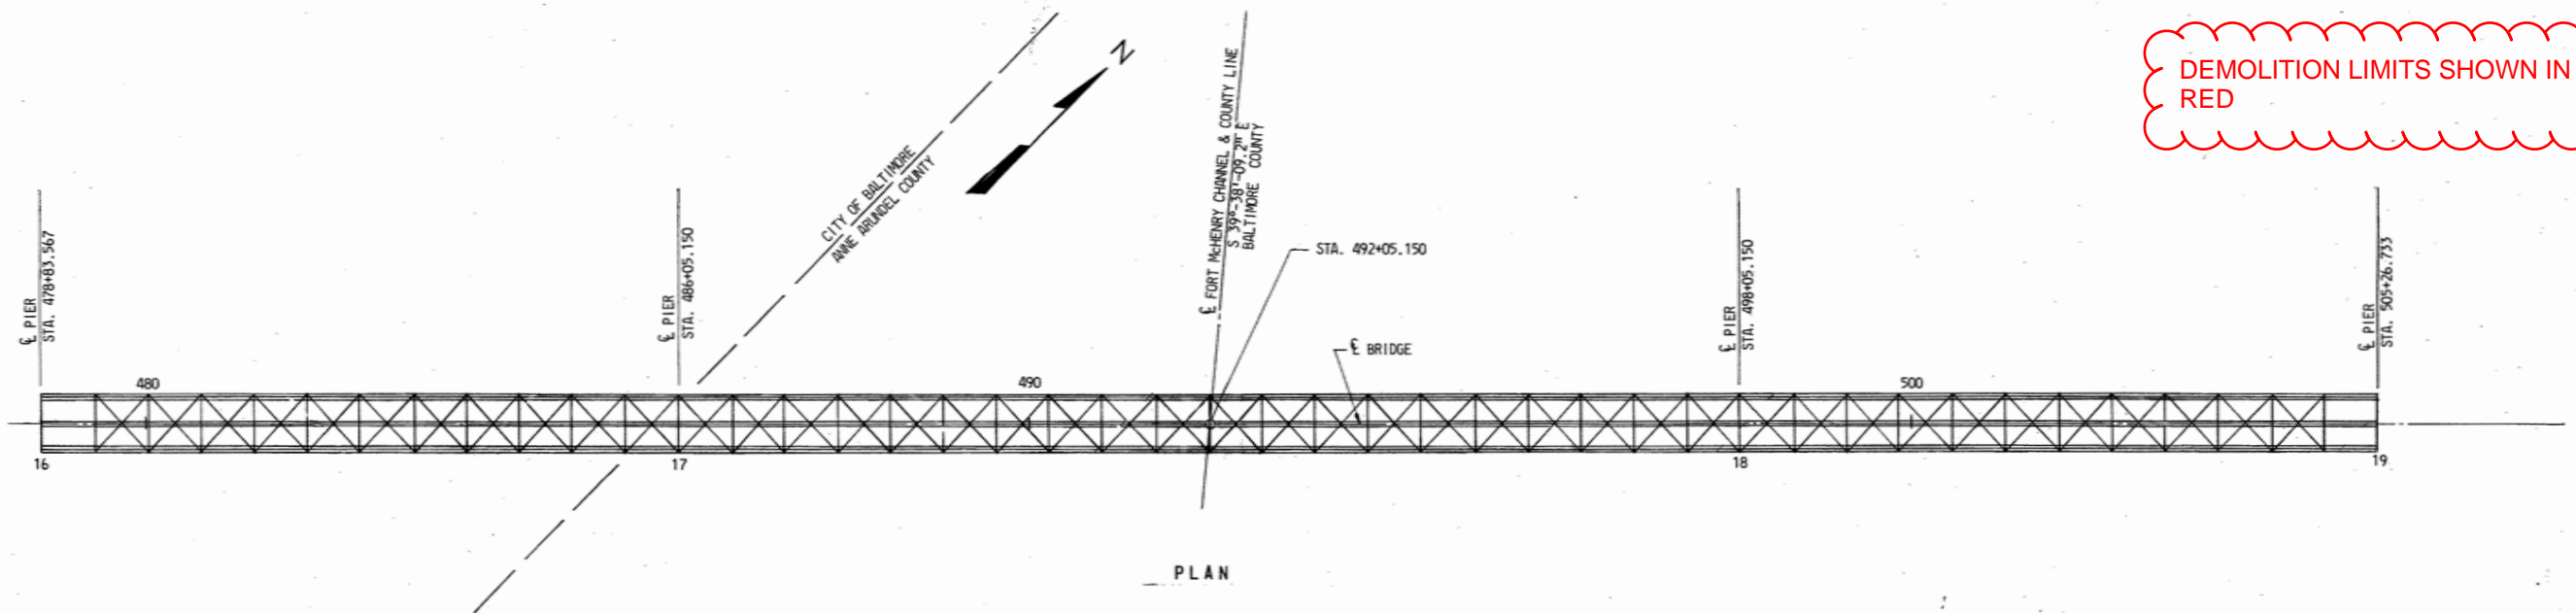 DEMOLITION LIMITS SHOWN IN
RED
N
CITY OF BALTIMORE
ANNE ARUNDEL COUNTY
℄ FORT McHENRY CHANNEL & COUNTY LINE
S 39°-38'-09.2" E
BALTIMORE COUNTY
STA. 492+05.150
℄ PIER
STA. 478+83.567
℄ PIER
STA. 486+05.150
℄ BRIDGE
℄ PIER
STA. 498+05.150
℄ PIER
STA. 505+26.733
480
490
500
16
17
18
19
PLAN